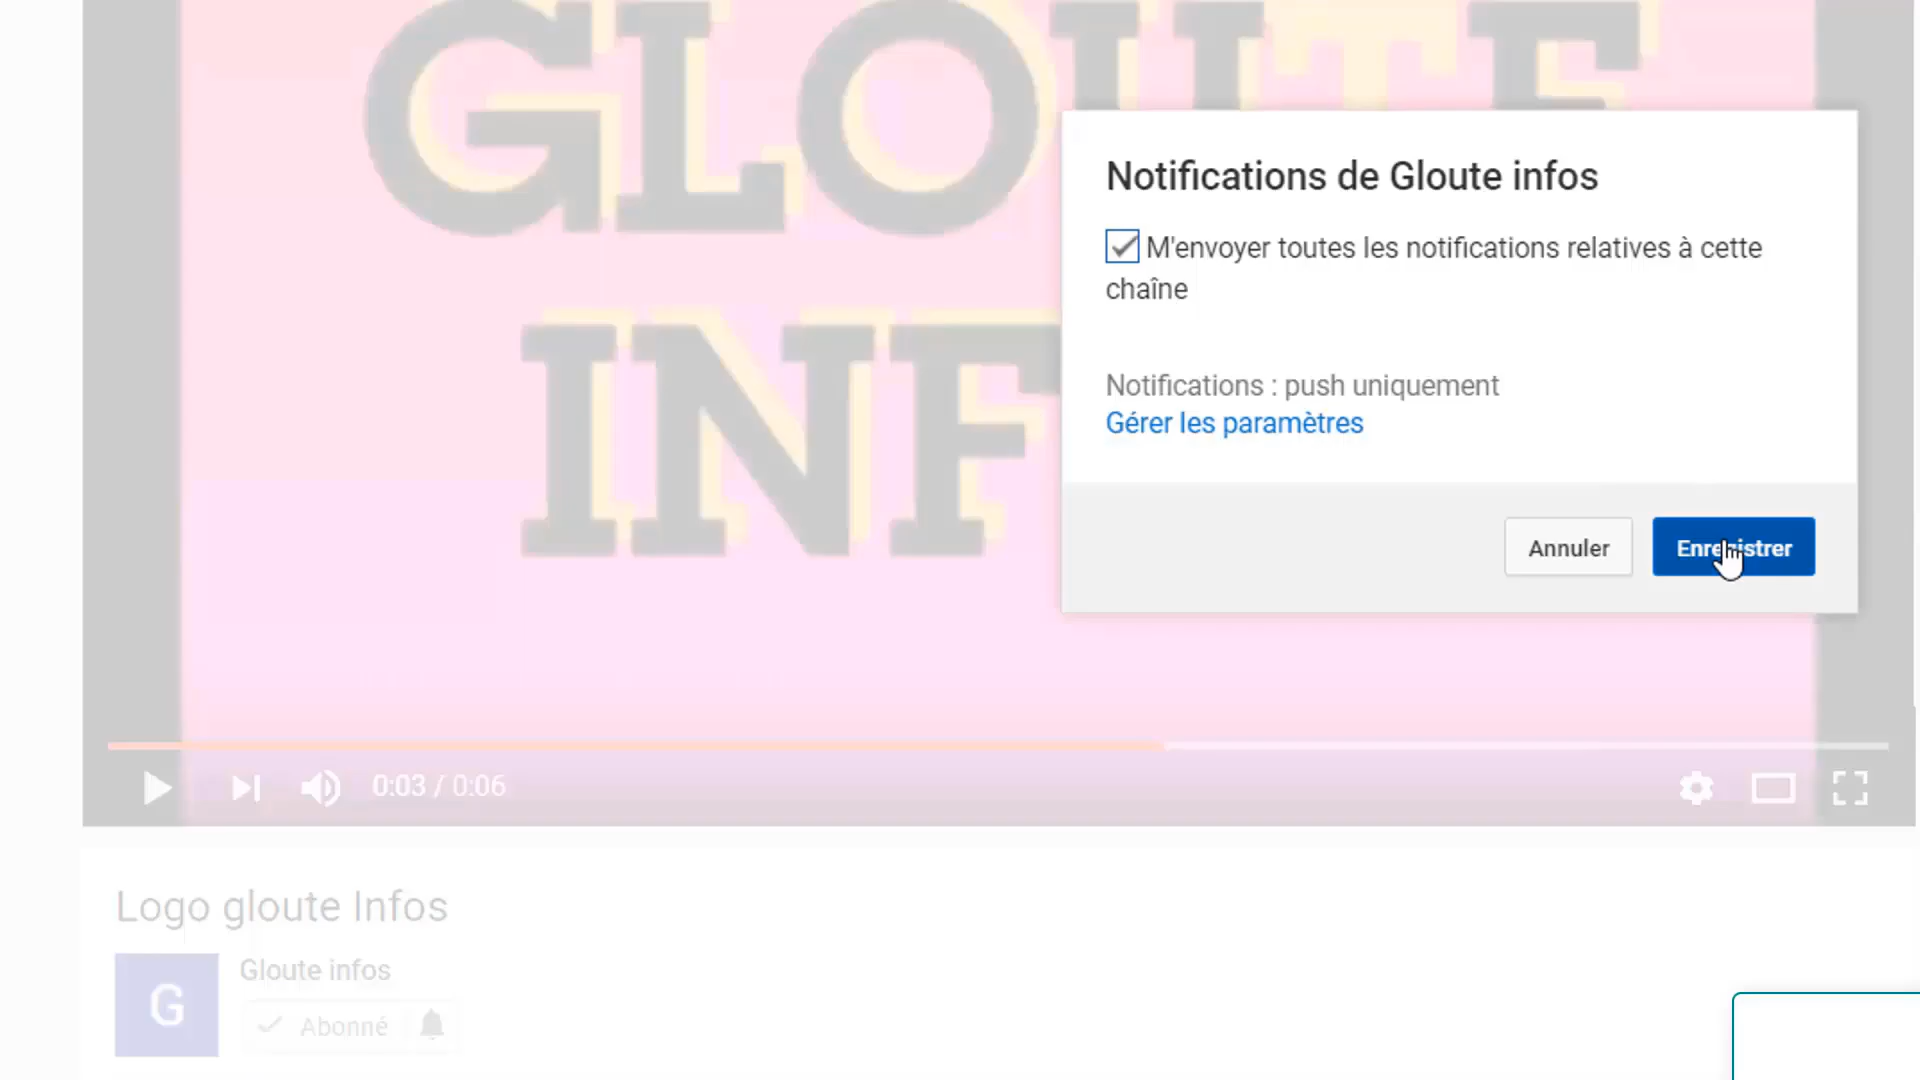 GLOUTE
INF
Notifications de Gloute infos
M'envoyer toutes les notifications relatives à cette
chaîne
Notifications : push uniquement
Gérer les paramètres
Annuler
Enregistrer
0:03 / 0:06
Logo gloute Infos
G
Gloute infos
Abonné